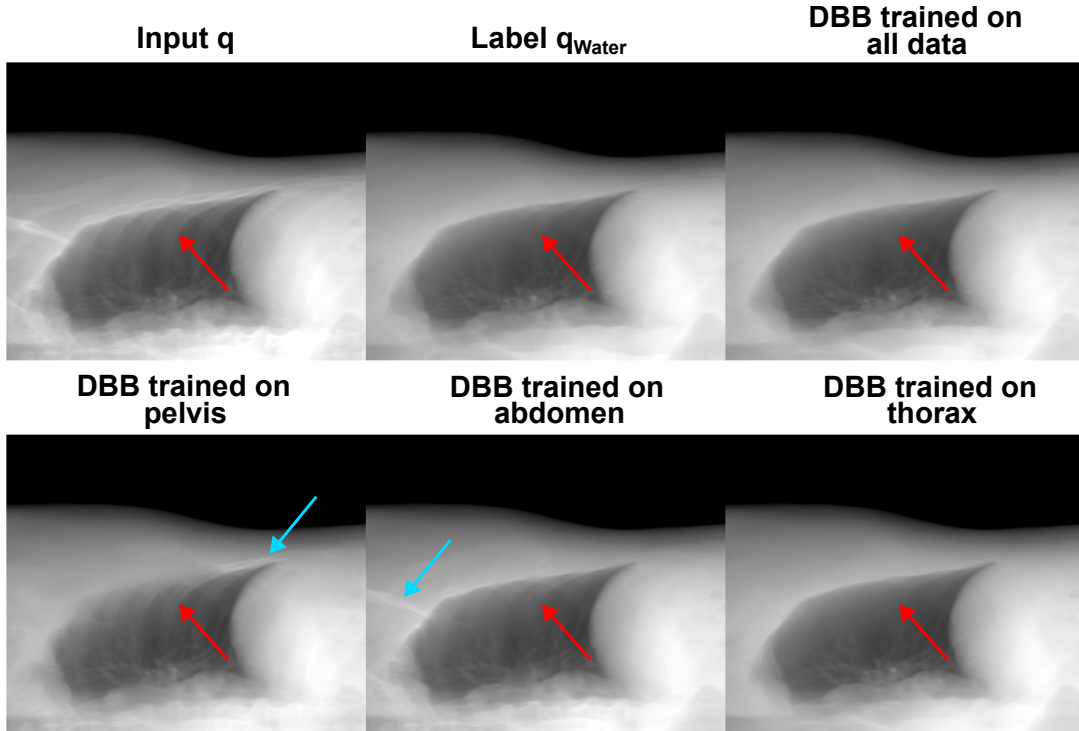 Input q
Label qWater
DBB trained on
all data
DBB trained on
pelvis
DBB trained on
abdomen
DBB trained on
thorax